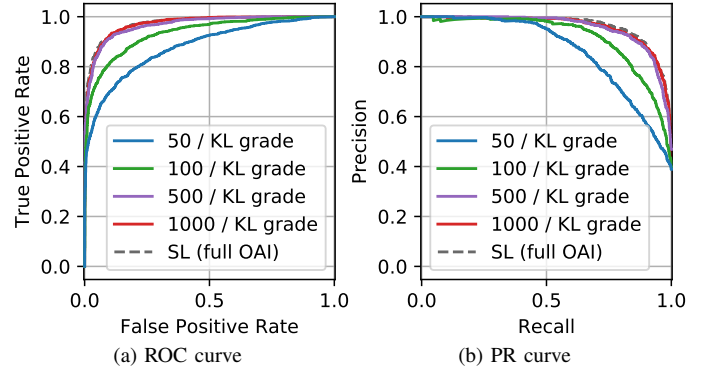 1.0
0.8
0.6
0.4
0.2
0.0
True Positive Rate
50 / KL grade
100 / KL grade
500 / KL grade
1000 / KL grade
SL (full OAI)
0.0 0.5 1.0
False Positive Rate
(a) ROC curve
1.0
0.8
0.6
0.4
0.2
0.0
Precision
50 / KL grade
100 / KL grade
500 / KL grade
1000 / KL grade
SL (full OAI)
0.0 0.5 1.0
Recall
(b) PR curve